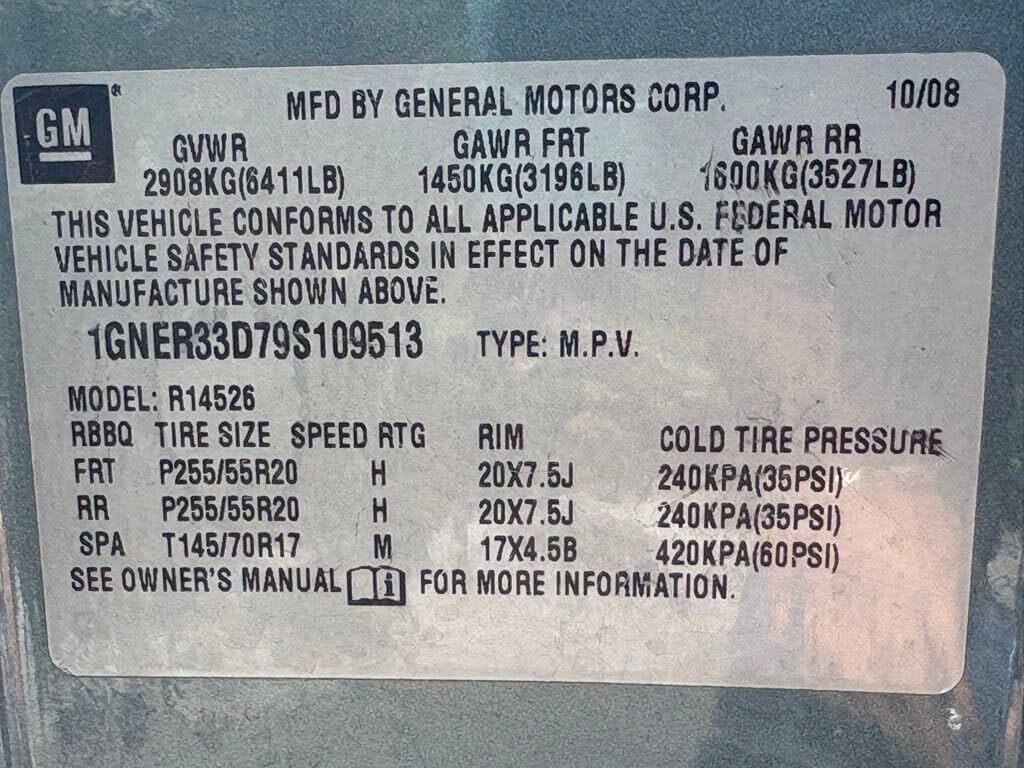 GM ® MFD BY GENERAL MOTORS CORP. 10/08
GVWR GAWR FRT GAWR RR
2908KG(6411LB) 1450KG(3196LB) 1600KG(3527LB)
THIS VEHICLE CONFORMS TO ALL APPLICABLE U.S. FEDERAL MOTOR
VEHICLE SAFETY STANDARDS IN EFFECT ON THE DATE OF
MANUFACTURE SHOWN ABOVE.
1GNER33D79S109513 TYPE: M.P.V.
MODEL: R14526
RBBQ TIRE SIZE SPEED RTG RIM COLD TIRE PRESSURE
FRT P255/55R20 H 20X7.5J 240KPA(35PSI)
RR P255/55R20 H 20X7.5J 240KPA(35PSI)
SPA T145/70R17 M 17X4.5B 420KPA(60PSI)
SEE OWNER'S MANUAL i FOR MORE INFORMATION.